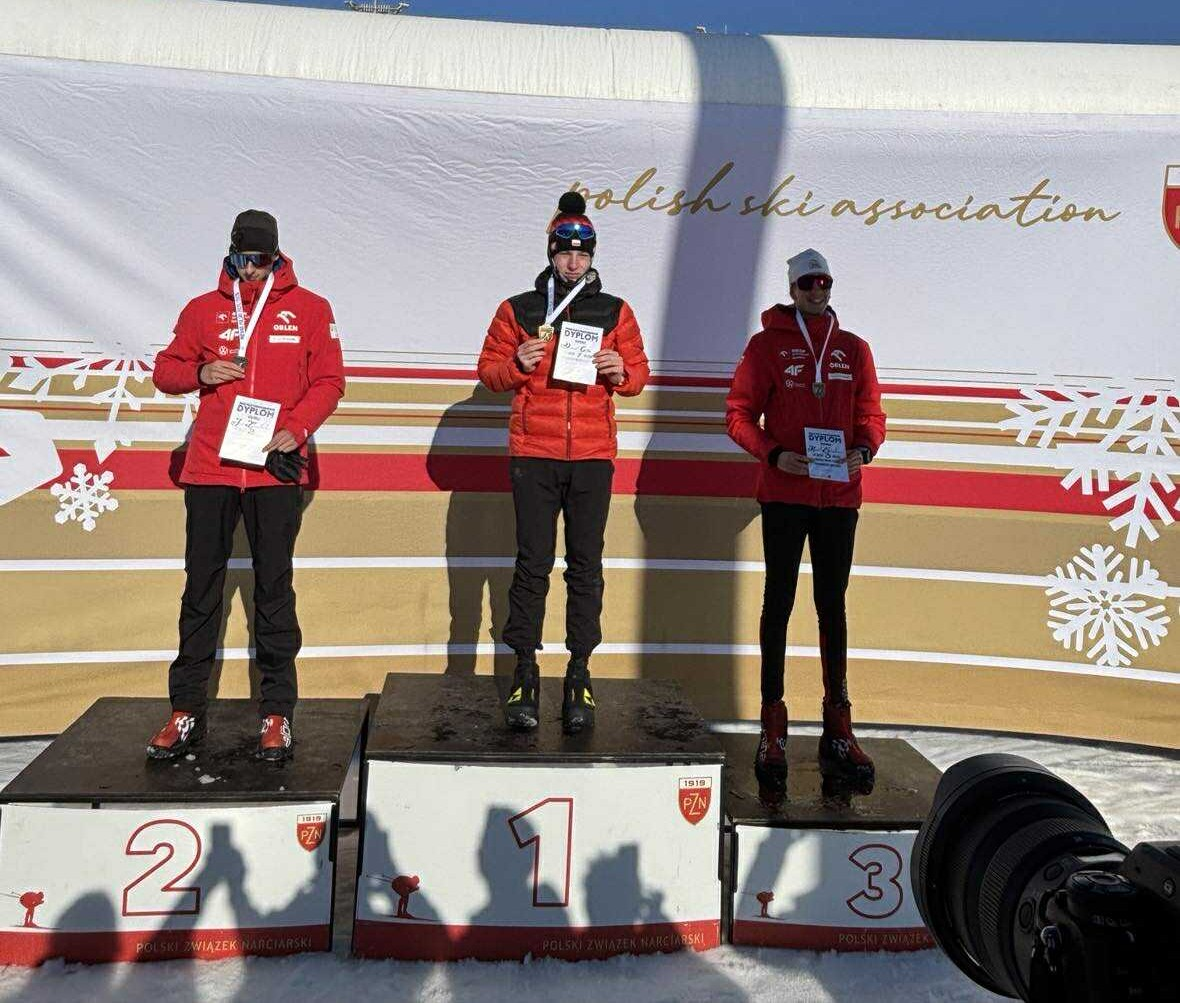 polish ski association
ORLEN
4F
ORLEN
4F
DYPLOM
DYPLOM
DYPLOM
3
2
1919
PZN
POLSKI ZWIĄZEK NARCIARSKI
1
1919
PZN
POLSKI ZWIĄZEK NARCIARSKI
3
POLSKI ZWIĄZEK